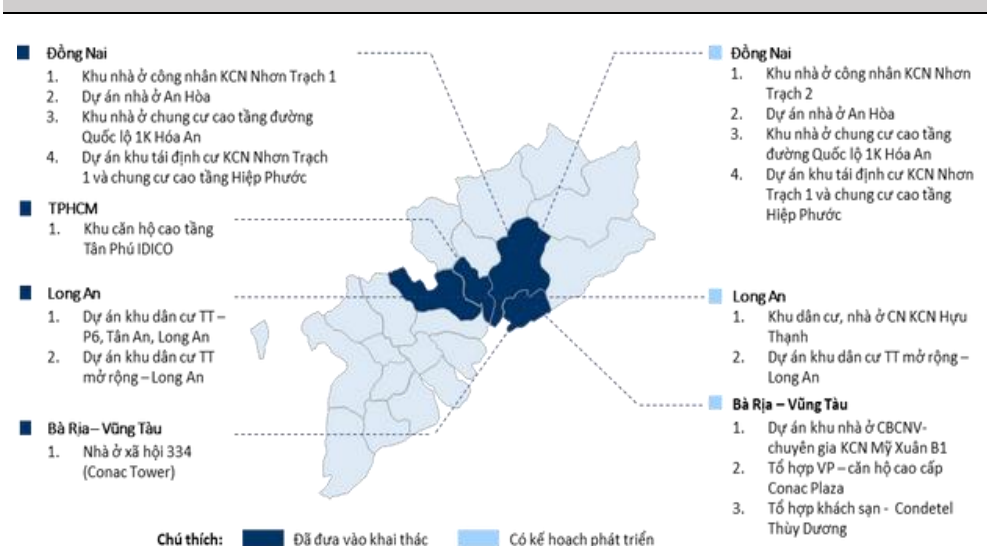 Đồng Nai
1. Khu nhà ở công nhân KCN Nhơn Trạch 1
2. Dự án nhà ở An Hòa
3. Khu nhà ở chung cư cao tầng đường
Quốc lộ 1K Hóa An
4. Dự án khu tái định cư KCN Nhơn Trạch
1 và chung cư cao tầng Hiệp Phước
TPHCM
1. Khu căn hộ cao tầng
Tân Phú IDICO
Long An
1. Dự án khu dân cư TT –
P6, Tân An, Long An
2. Dự án khu dân cư TT
mở rộng – Long An
Bà Rịa – Vũng Tàu
1. Nhà ở xã hội 334
(Conac Tower)
Đồng Nai
1. Khu nhà ở công nhân KCN Nhơn
Trạch 2
2. Dự án nhà ở An Hòa
3. Khu nhà ở chung cư cao tầng
đường Quốc lộ 1K Hóa An
4. Dự án khu tái định cư KCN Nhơn
Trạch 1 và chung cư cao tầng
Hiệp Phước
Long An
1. Khu dân cư, nhà ở CN KCN Hựu
Thạnh
2. Dự án khu dân cư TT mở rộng –
Long An
Bà Rịa – Vũng Tàu
1. Dự án khu nhà ở CBCNV-
chuyên gia KCN Mỹ Xuân B1
2. Tổ hợp VP – căn hộ cao cấp
Conac Plaza
3. Tổ hợp khách sạn - Condetel
Thùy Dương
Chú thích: Đã đưa vào khai thác Có kế hoạch phát triển